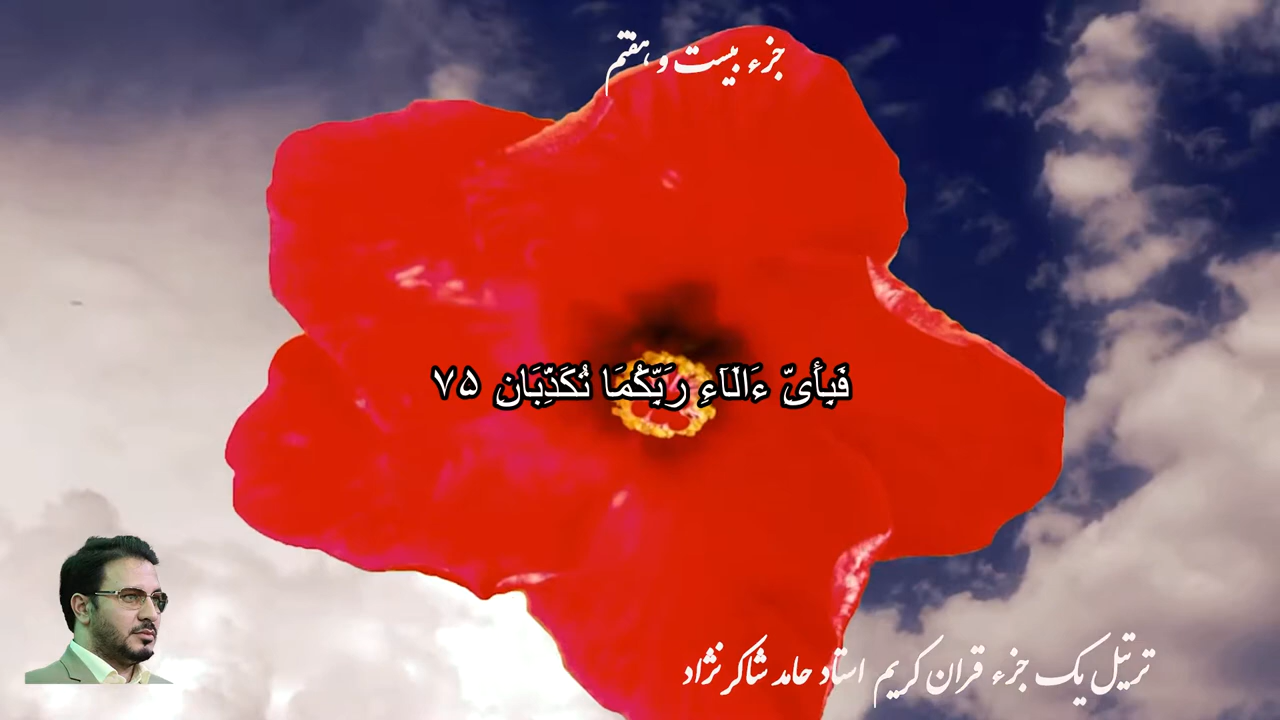 جزء بیست و هفتم
فَبِأَىِّ ءَالَآءِ رَبِّكُمَا تُكَذِّبَانِ ۷۵
ترتیل یک جزء قران کریم استاد حامد شاکرنژاد